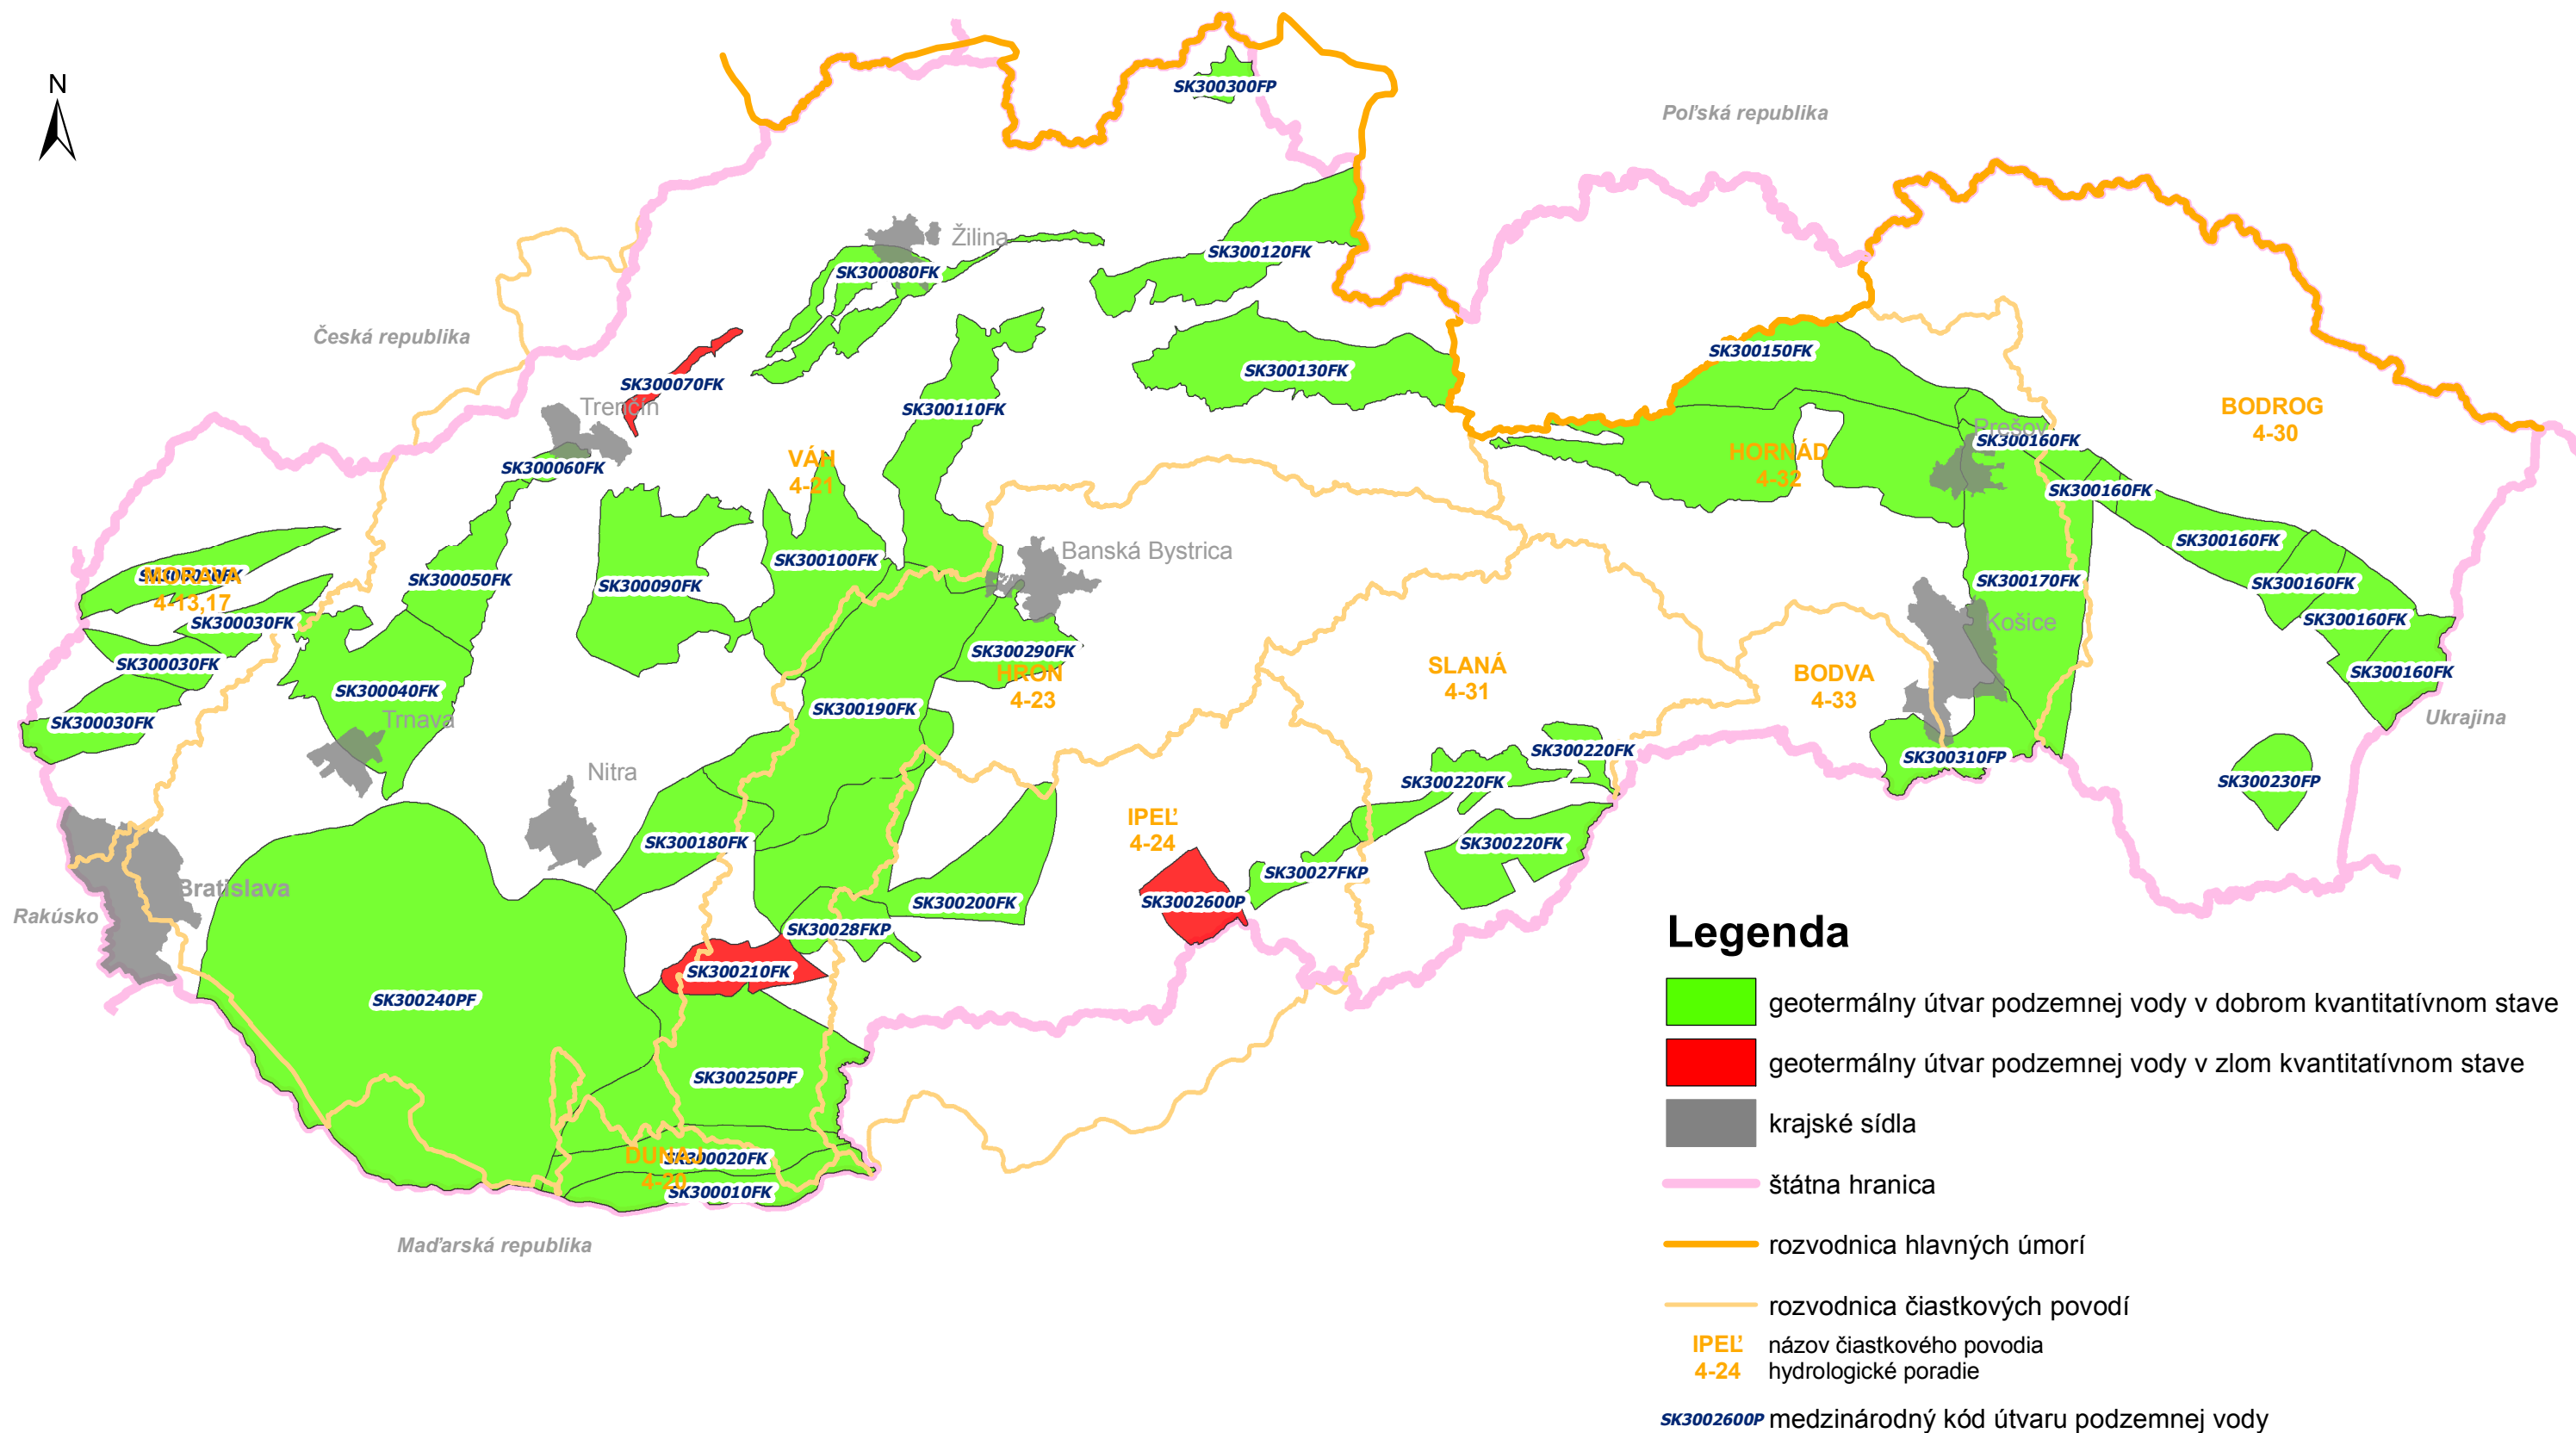 N
SK300300FP
Poľská republika
Žilina
SK300080FK
SK300120FK
Česká republika
SK300150FK
SK300130FK
SK300070FK
Trenčín
SK300110FK
BODROG
4-30
Prešov
SK300160FK
HORNÁD
4-32
VÁH
4-21
SK300060FK
SK300160FK
SK300160FK
Banská Bystrica
SK300100FK
SK300050FK
SK300090FK
SK300170FK
SK300160FK
MORAVA
4-13,17
SK300030FK
SK300160FK
Košice
SK300290FK
HRON
4-23
SK300030FK
SLANÁ
4-31
BODVA
4-33
SK300160FK
SK300040FK
SK300190FK
SK300030FK
Trnava
Ukrajina
SK300220FK
SK300310FP
Nitra
SK300220FK
SK300230FP
IPEĽ
4-24
SK300180FK
SK300220FK
SK30027FKP
Bratislava
SK300200FK
SK3002600P
Rakúsko
SK30028FKP
SK300210FK
SK300240PF
SK300250PF
DUNAJ
4-20
SK300020FK
SK300010FK
Maďarská republika
Legenda
geotermálny útvar podzemnej vody v dobrom kvantitatívnom stave
geotermálny útvar podzemnej vody v zlom kvantitatívnom stave
krajské sídla
štátna hranica
rozvodnica hlavných úmorí
rozvodnica čiastkových povodí
IPEĽ názov čiastkového povodia
4-24 hydrologické poradie
SK3002600P medzinárodný kód útvaru podzemnej vody